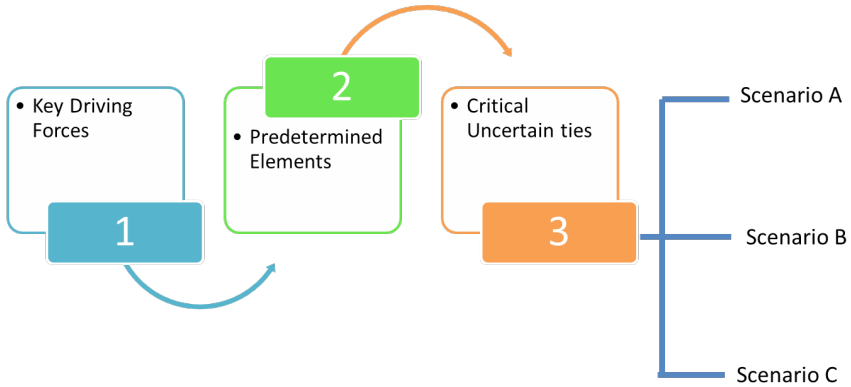 • Key Driving
Forces
1
2
• Predetermined
Elements
• Critical
Uncertain ties
3
Scenario A
Scenario B
Scenario C